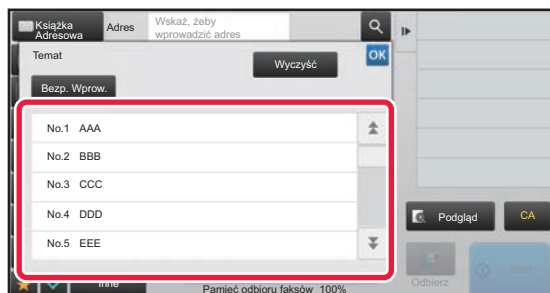 Książka
Adresowa
Adres
Wskaż, żeby
wprowadzić adres
Temat
Wyczyść
OK
Bezp. Wprow.
No.1 AAA
No.2 BBB
No.3 CCC
No.4 DDD
No.5 EEE
Podgląd
CA
Odbierz
Start
Inne
Pamięć odbioru faksów 100%